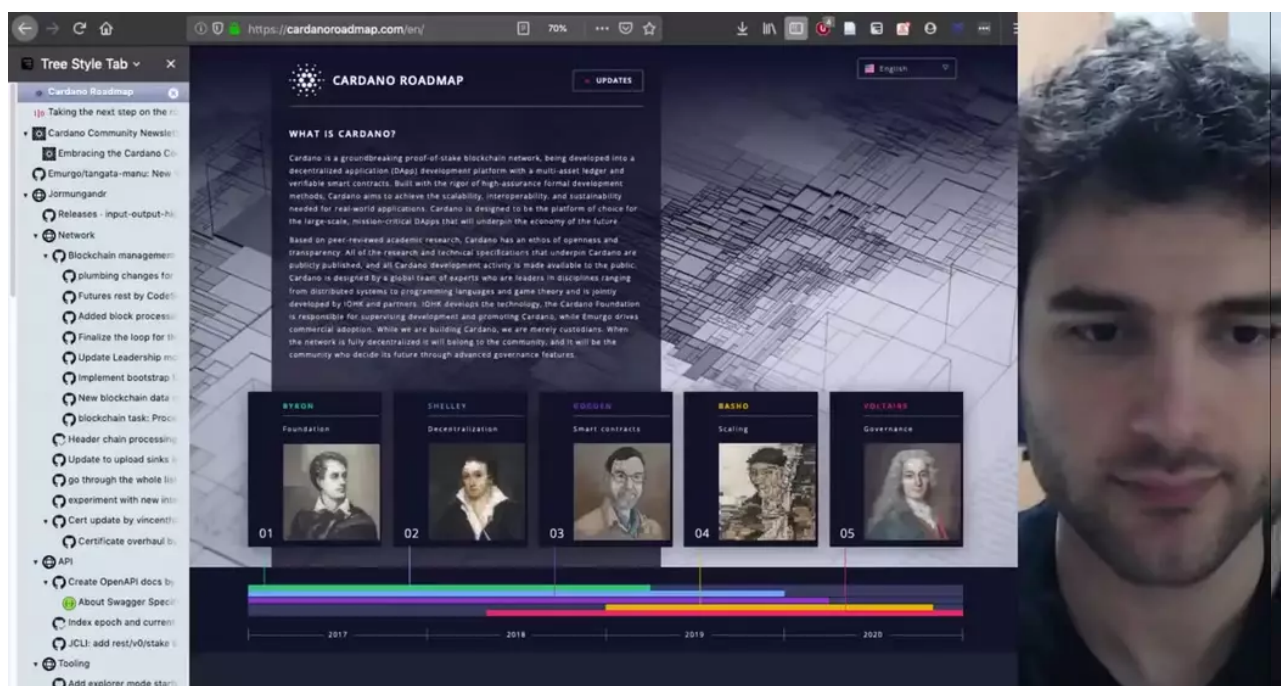 https://cardanoroadmap.com/en/
70%
4
Tree Style Tab
Cardano Roadmap
Taking the next step on the
Cardano Community Newslet
Embracing the Cardano Co
Emurgo/tangata-manu: New
Jormungandr
Releases · input-output-h
Network
Blockchain managemen
plumbing changes for
Futures rest by Code
Added block process
Finalize the loop for th
Update Leadership mo
Implement bootstrap
New blockchain data
blockchain task: Proc
Header chain processing
Update to upload sinks
go through the whole list
experiment with new int
Cert update by vincenth
Certificate overhaul b
API
Create OpenAPI docs by
About Swagger Speci
Index epoch and current
JCLI: add rest/v0/stake
Tooling
Add explorer mode start
CARDANO ROADMAP
UPDATES
English
WHAT IS CARDANO?
Cardano is a groundbreaking proof-of-stake blockchain network, being developed into a
decentralized application (DApp) development platform with a multi-asset ledger and
verifiable smart contracts. Built with the rigor of high-assurance formal development
methods, Cardano aims to achieve the scalability, interoperability, and sustainability
needed for real-world applications. Cardano is designed to be the platform of choice for
the large-scale, mission-critical DApps that will underpin the economy of the future.
Based on peer-reviewed academic research, Cardano has an ethos of openness and
transparency. All of the research and technical specifications that underpin Cardano are
publicly published, and all Cardano development activity is made available to the public.
Cardano is designed by a global team of experts who are leaders in disciplines ranging
from distributed systems to programming languages and game theory and is jointly
developed by IOHK and partners. IOHK develops the technology, the Cardano Foundation
is responsible for supervising development and promoting Cardano, while Emurgo drives
commercial adoption. While we are building Cardano, we are merely custodians. When
the network is fully decentralized it will belong to the community, and it will be the
community who decide its future through advanced governance features.
BYRON
Foundation
01
SHELLEY
Decentralization
02
GOGUEN
Smart contracts
03
BASHO
Scaling
04
VOLTAIRE
Governance
05
2017
2018
2019
2020